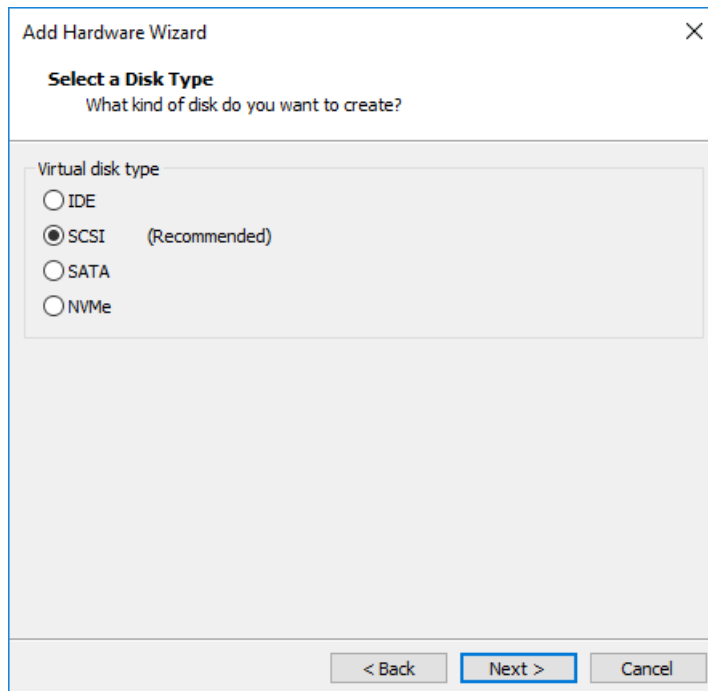 Add Hardware Wizard
Select a Disk Type
What kind of disk do you want to create?
Virtual disk type
IDE
SCSI (Recommended)
SATA
NVMe
< Back Next > Cancel